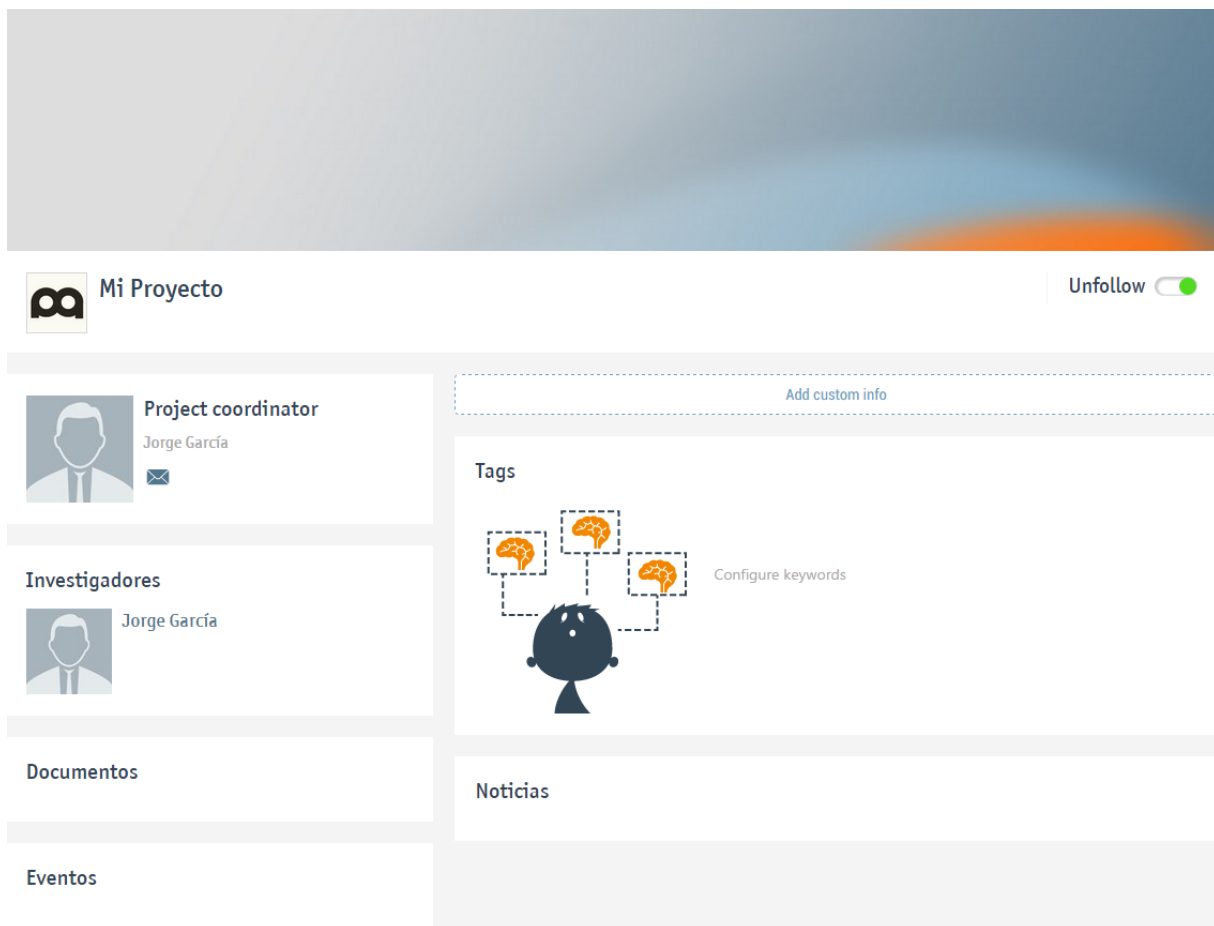 Mi Proyecto
Unfollow
Project coordinator
Jorge García
Investigadores
Jorge García
Documentos
Eventos
Add custom info
Tags
Configure keywords
Noticias